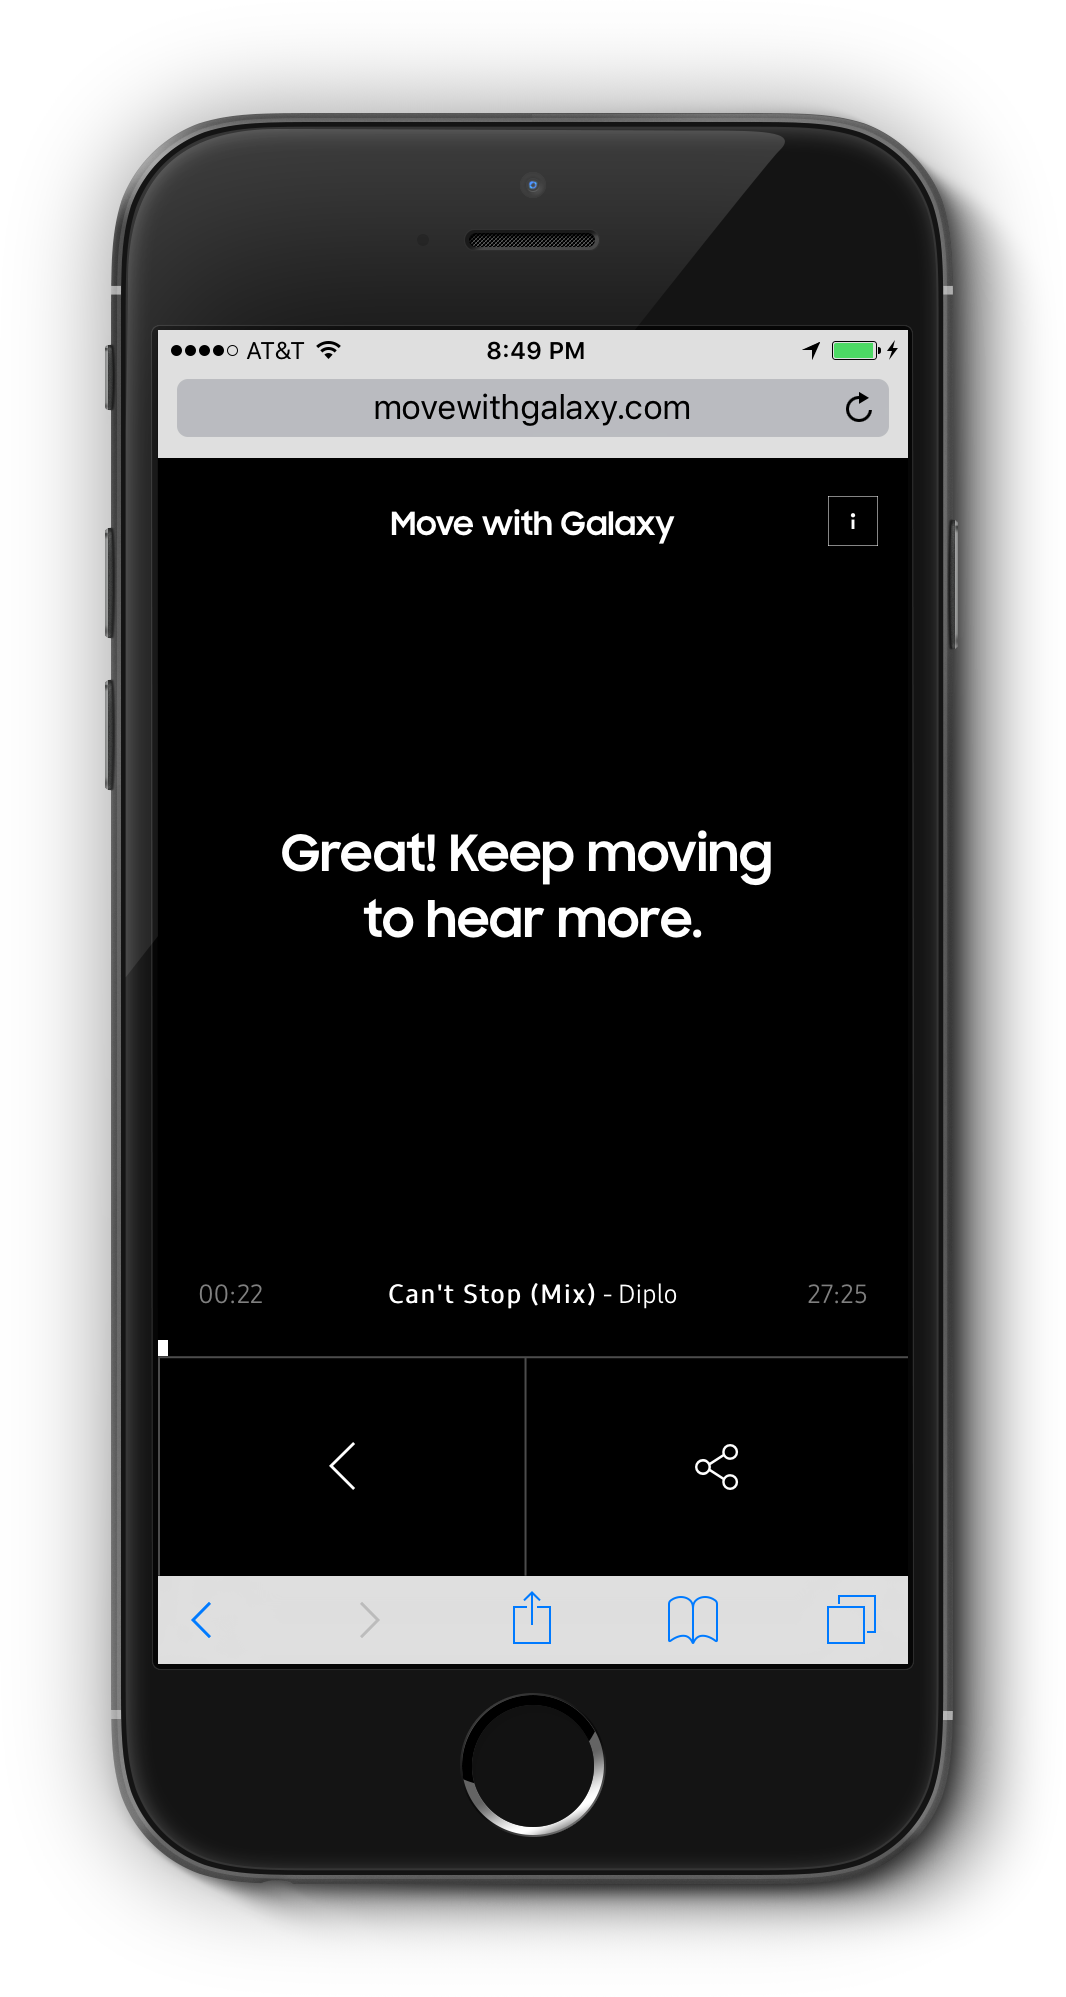 AT&T 8:49 PM
movewithgalaxy.com
Move with Galaxy i
Great! Keep moving
to hear more.
00:22 Can't Stop (Mix) - Diplo 27:25